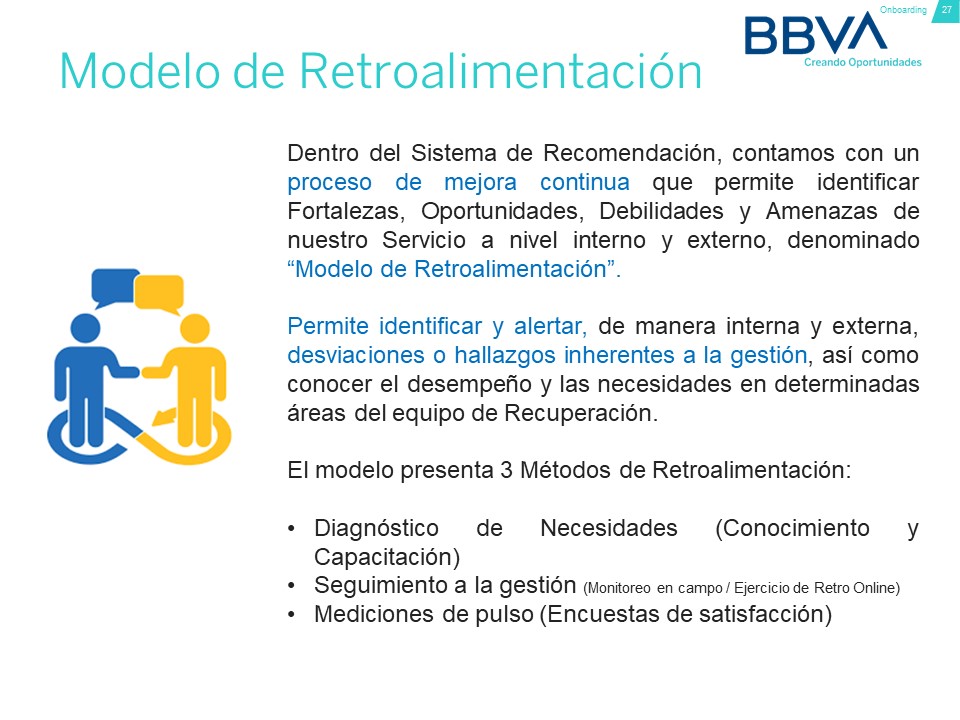 Onboarding 27
BBVA
Creando Oportunidades
Modelo de Retroalimentación
Dentro del Sistema de Recomendación, contamos con un
proceso de mejora continua que permite identificar
Fortalezas, Oportunidades, Debilidades y Amenazas de
nuestro Servicio a nivel interno y externo, denominado
“Modelo de Retroalimentación”.
Permite identificar y alertar, de manera interna y externa,
desviaciones o hallazgos inherentes a la gestión, así como
conocer el desempeño y las necesidades en determinadas
áreas del equipo de Recuperación.
El modelo presenta 3 Métodos de Retroalimentación:
• Diagnóstico de Necesidades (Conocimiento y
Capacitación)
• Seguimiento a la gestión (Monitoreo en campo / Ejercicio de Retro Online)
• Mediciones de pulso (Encuestas de satisfacción)